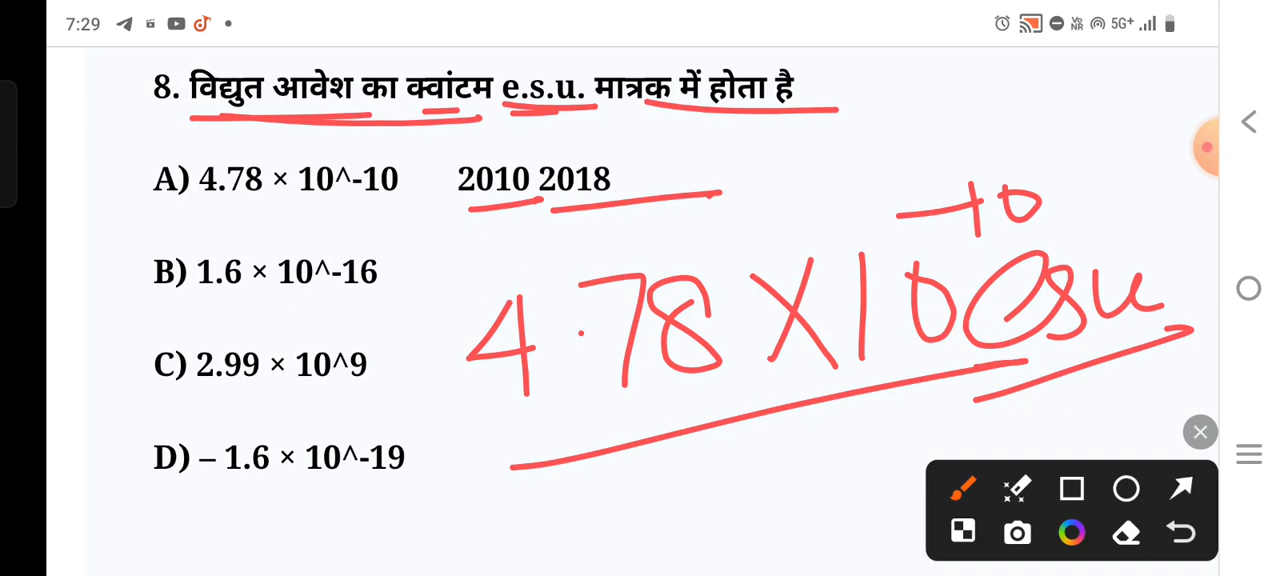 7:29 5G+
8. विद्युत आवेश का क्वांटम e.s.u. मात्रक में होता है
A) 4.78 × 10^-10 2010 2018
B) 1.6 × 10^-16
C) 2.99 × 10^9
D) – 1.6 × 10^-19
4.78 X 10 esu
-10